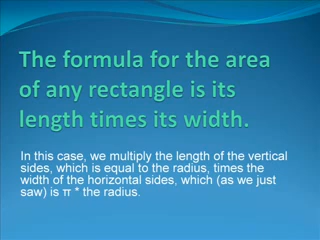 The formula for the area
of any rectangle is its
length times its width.
In this case, we multiply the length of the vertical
sides, which is equal to the radius, times the
width of the horizontal sides, which (as we just
saw) is π * the radius.